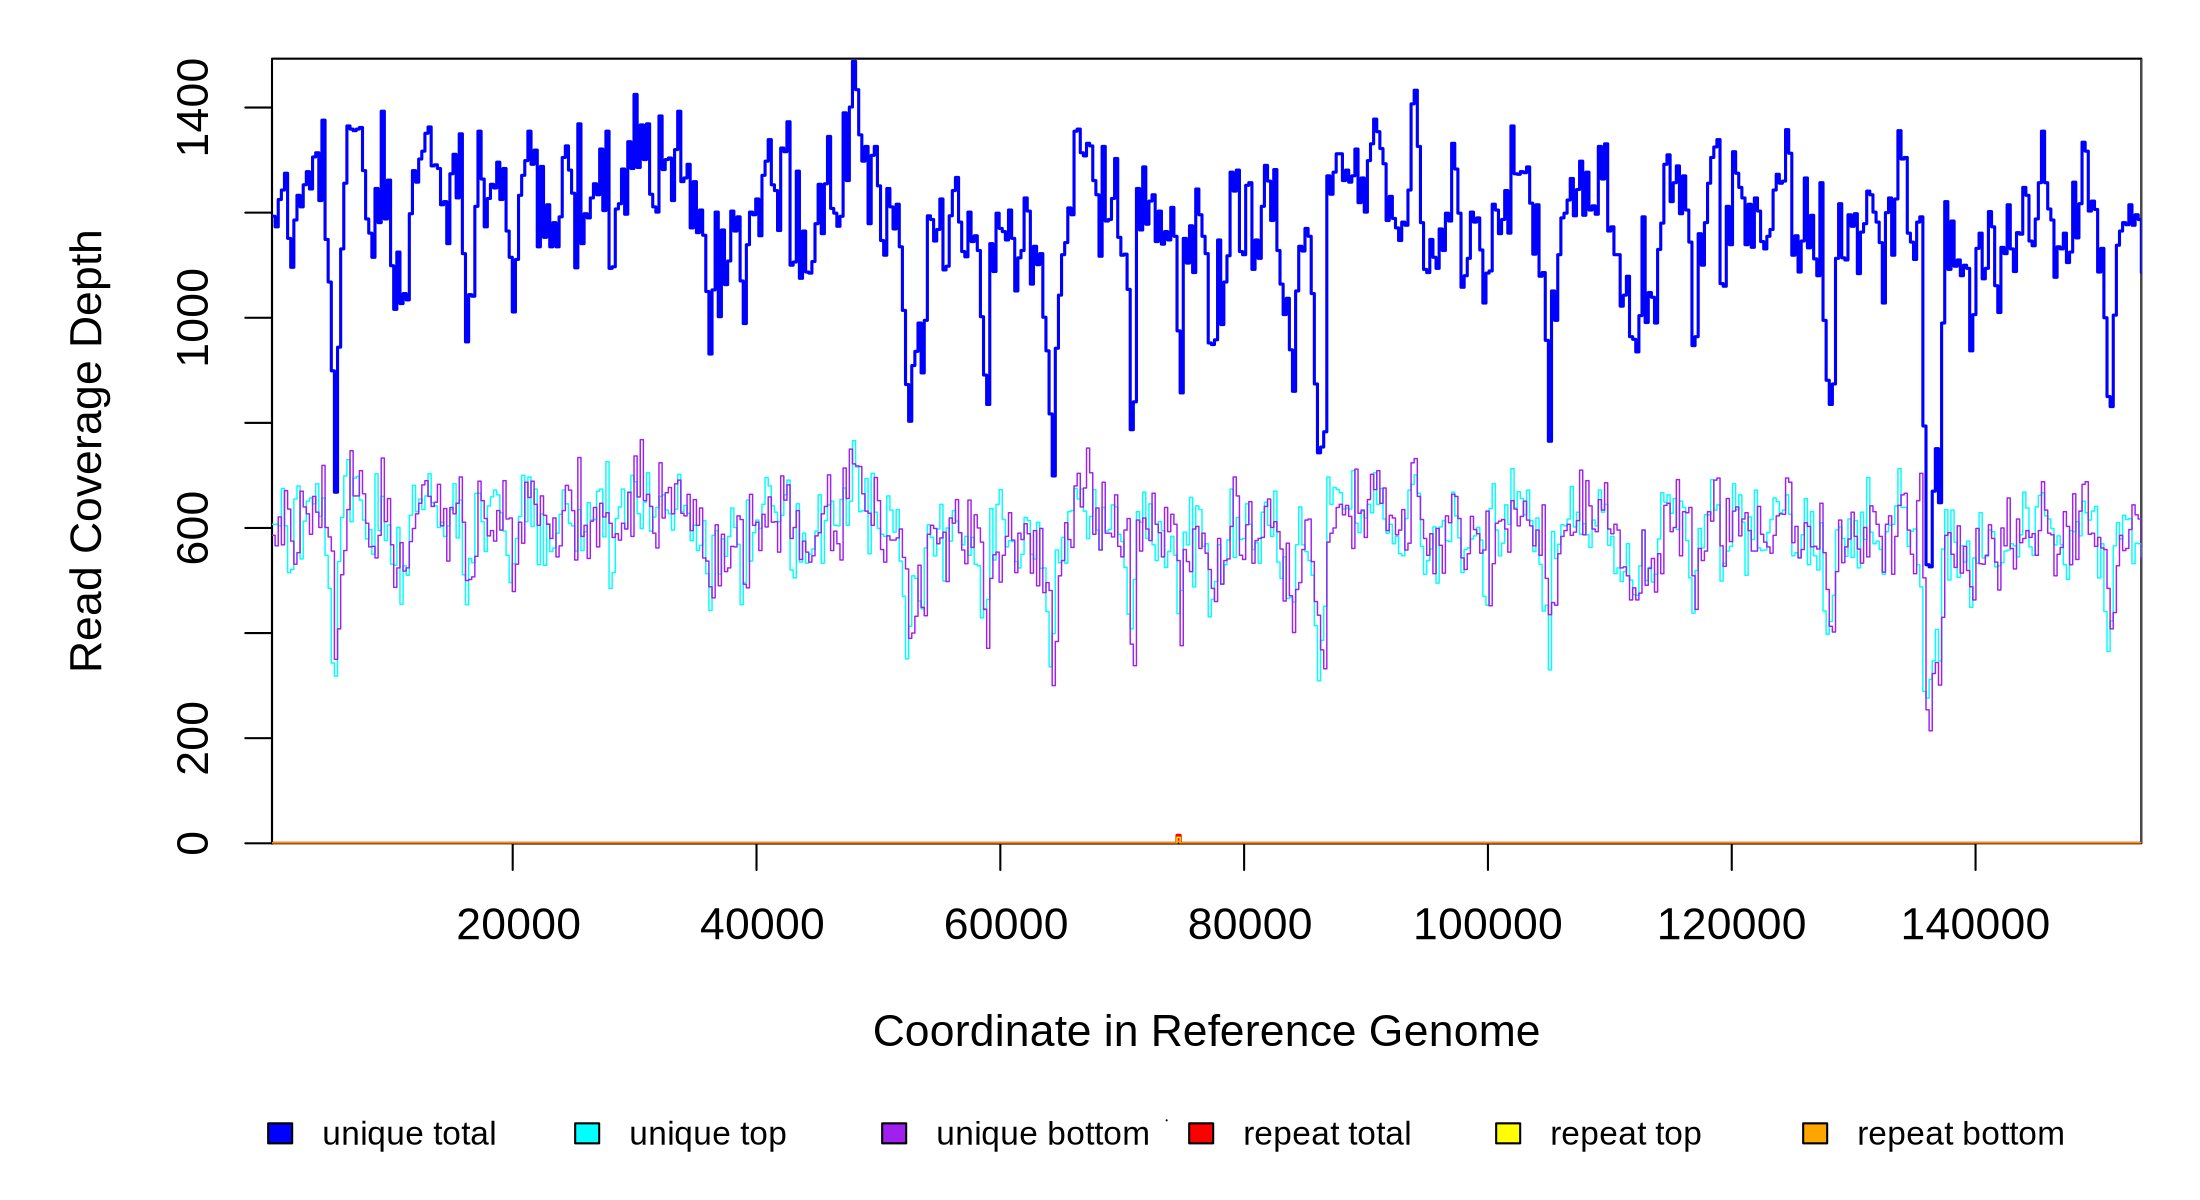 1400
1000
600
200
0
Read Coverage Depth
20000 40000 60000 80000 100000 120000 140000
Coordinate in Reference Genome
unique total unique top unique bottom repeat total repeat top repeat bottom